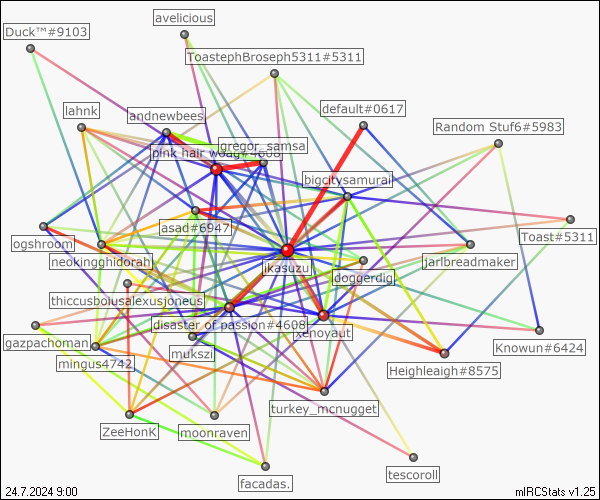 avelicious
Duck™#9103
ToastephBroseph5311#5311
lahnk
andnewbees
default#0617
Random Stuf6#5983
gregor_samsa
pink hair wdag#4608
bigcitysamurai
asad#6947
Toast#5311
ogshroom
neokingghidorah
jkasuzu
doggerdig
jarlbreadmaker
thiccusboiusalexusjoneus
disaster of passion#4608
xenoyaut
gazpachoman
mukszi
Knowun#6424
mingus4742
Heighleaigh#8575
turkey_mcnugget
ZeeHonK
moonraven
tescoroll
facadas.
24.7.2024 9:00
mIRCStats v1.25